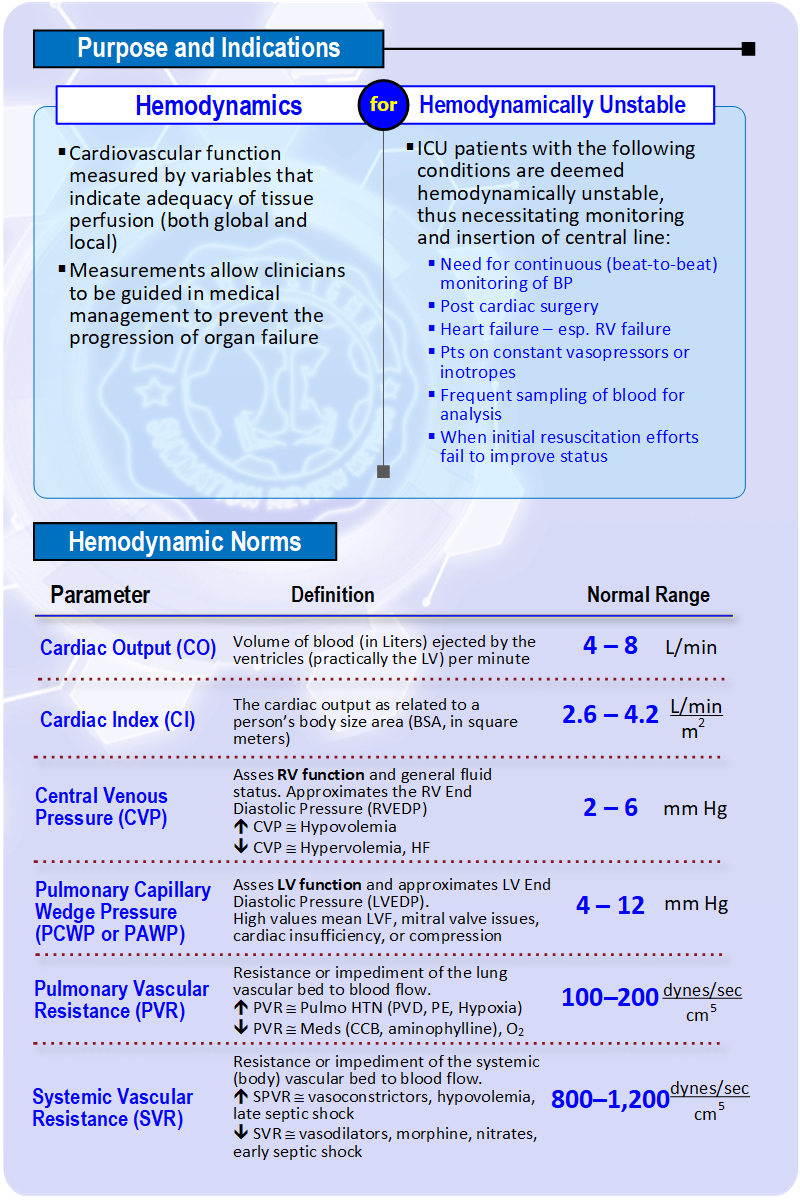 Purpose and Indications
Hemodynamics for Hemodynamically Unstable
▪Cardiovascular function
measured by variables that
indicate adequacy of tissue
perfusion (both global and
local)
▪Measurements allow clinicians
to be guided in medical
management to prevent the
progression of organ failure
▪ICU patients with the following
conditions are deemed
hemodynamically unstable,
thus necessitating monitoring
and insertion of central line:
▪ Need for continuous (beat-to-beat)
monitoring of BP
▪ Post cardiac surgery
▪ Heart failure – esp. RV failure
▪ Pts on constant vasopressors or
inotropes
▪ Frequent sampling of blood for
analysis
▪ When initial resuscitation efforts
fail to improve status
Hemodynamic Norms
Parameter Definition Normal Range
Cardiac Output (CO)
Volume of blood (in Liters) ejected by the
ventricles (practically the LV) per minute
4 – 8 L/min
Cardiac Index (CI)
The cardiac output as related to a
person's body size area (BSA, in square
meters)
2.6 – 4.2 L/min
m²
Central Venous
Pressure (CVP)
Asses RV function and general fluid
status. Approximates the RV End
Diastolic Pressure (RVEDP)
🡹 CVP ≅ Hypovolemia
🡻 CVP ≅ Hypervolemia, HF
2 – 6 mm Hg
Pulmonary Capillary
Wedge Pressure
(PCWP or PAWP)
Asses LV function and approximates LV End
Diastolic Pressure (LVEDP).
High values mean LVF, mitral valve issues,
cardiac insufficiency, or compression
4 – 12 mm Hg
Pulmonary Vascular
Resistance (PVR)
Resistance or impediment of the lung
vascular bed to blood flow.
🡹 PVR ≅ Pulmo HTN (PVD, PE, Hypoxia)
🡻 PVR ≅ Meds (CCB, aminophylline), O₂
100–200 dynes/sec
cm⁵
Systemic Vascular
Resistance (SVR)
Resistance or impediment of the systemic
(body) vascular bed to blood flow.
🡹 SPVR ≅ vasoconstrictors, hypovolemia,
late septic shock
🡻 SVR ≅ vasodilators, morphine, nitrates,
early septic shock
800–1,200 dynes/sec
cm⁵